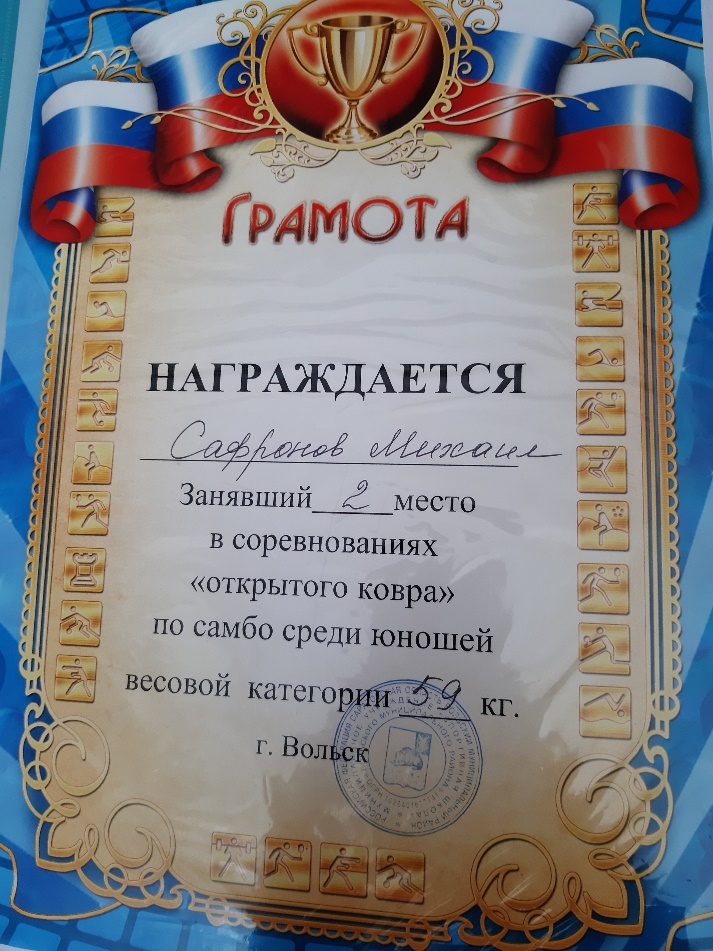 ГРАМОТА
НАГРАЖДАЕТСЯ
Сафронов Михаил
Занявший 2 место
в соревнованиях
«открытого ковра»
по самбо среди юношей
весовой категории 59 кг.
г. Вольск